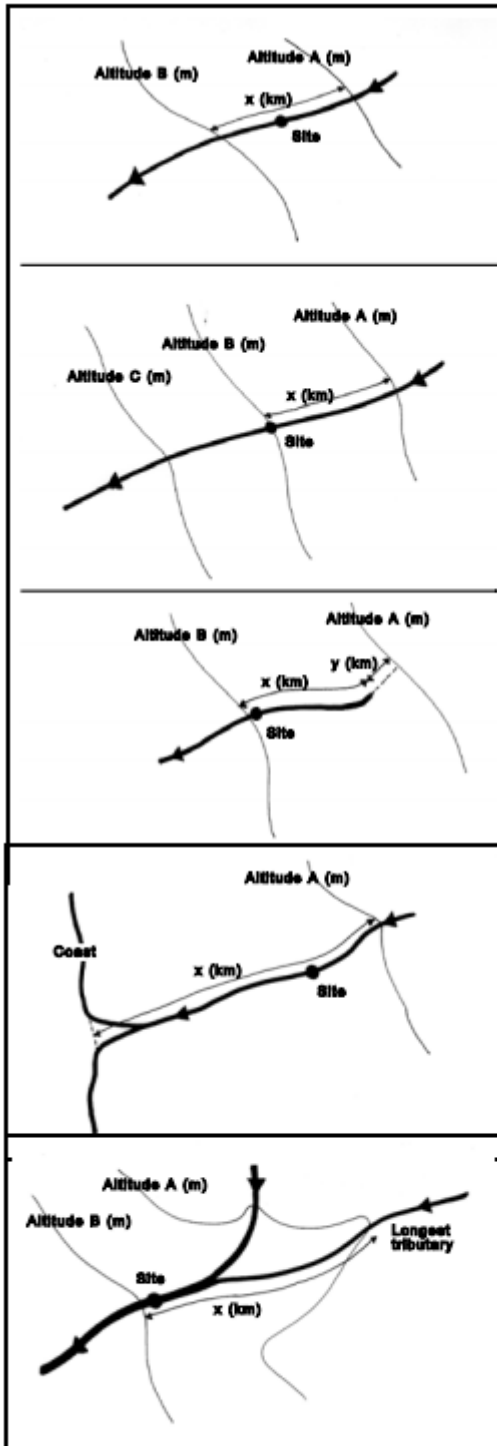 Altitude A (m)
Altitude B (m)
x (km)
Site
Altitude A (m)
Altitude B (m)
Altitude C (m)
x (km)
Site
Altitude A (m)
Altitude B (m)
y (km)
x (km)
Site
Altitude A (m)
Coast
x (km)
Site
Altitude A (m)
Altitude B (m)
Longest
tributary
Site
x (km)